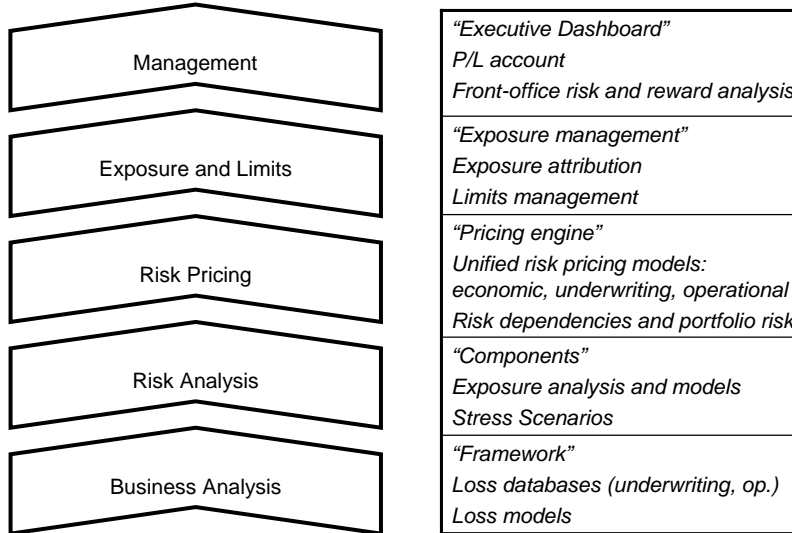 Management
“Executive Dashboard”
P/L account
Front-office risk and reward analysis
Exposure and Limits
“Exposure management”
Exposure attribution
Limits management
Risk Pricing
“Pricing engine”
Unified risk pricing models:
economic, underwriting, operational
Risk dependencies and portfolio risk
Risk Analysis
“Components”
Exposure analysis and models
Stress Scenarios
Business Analysis
“Framework”
Loss databases (underwriting, op.)
Loss models